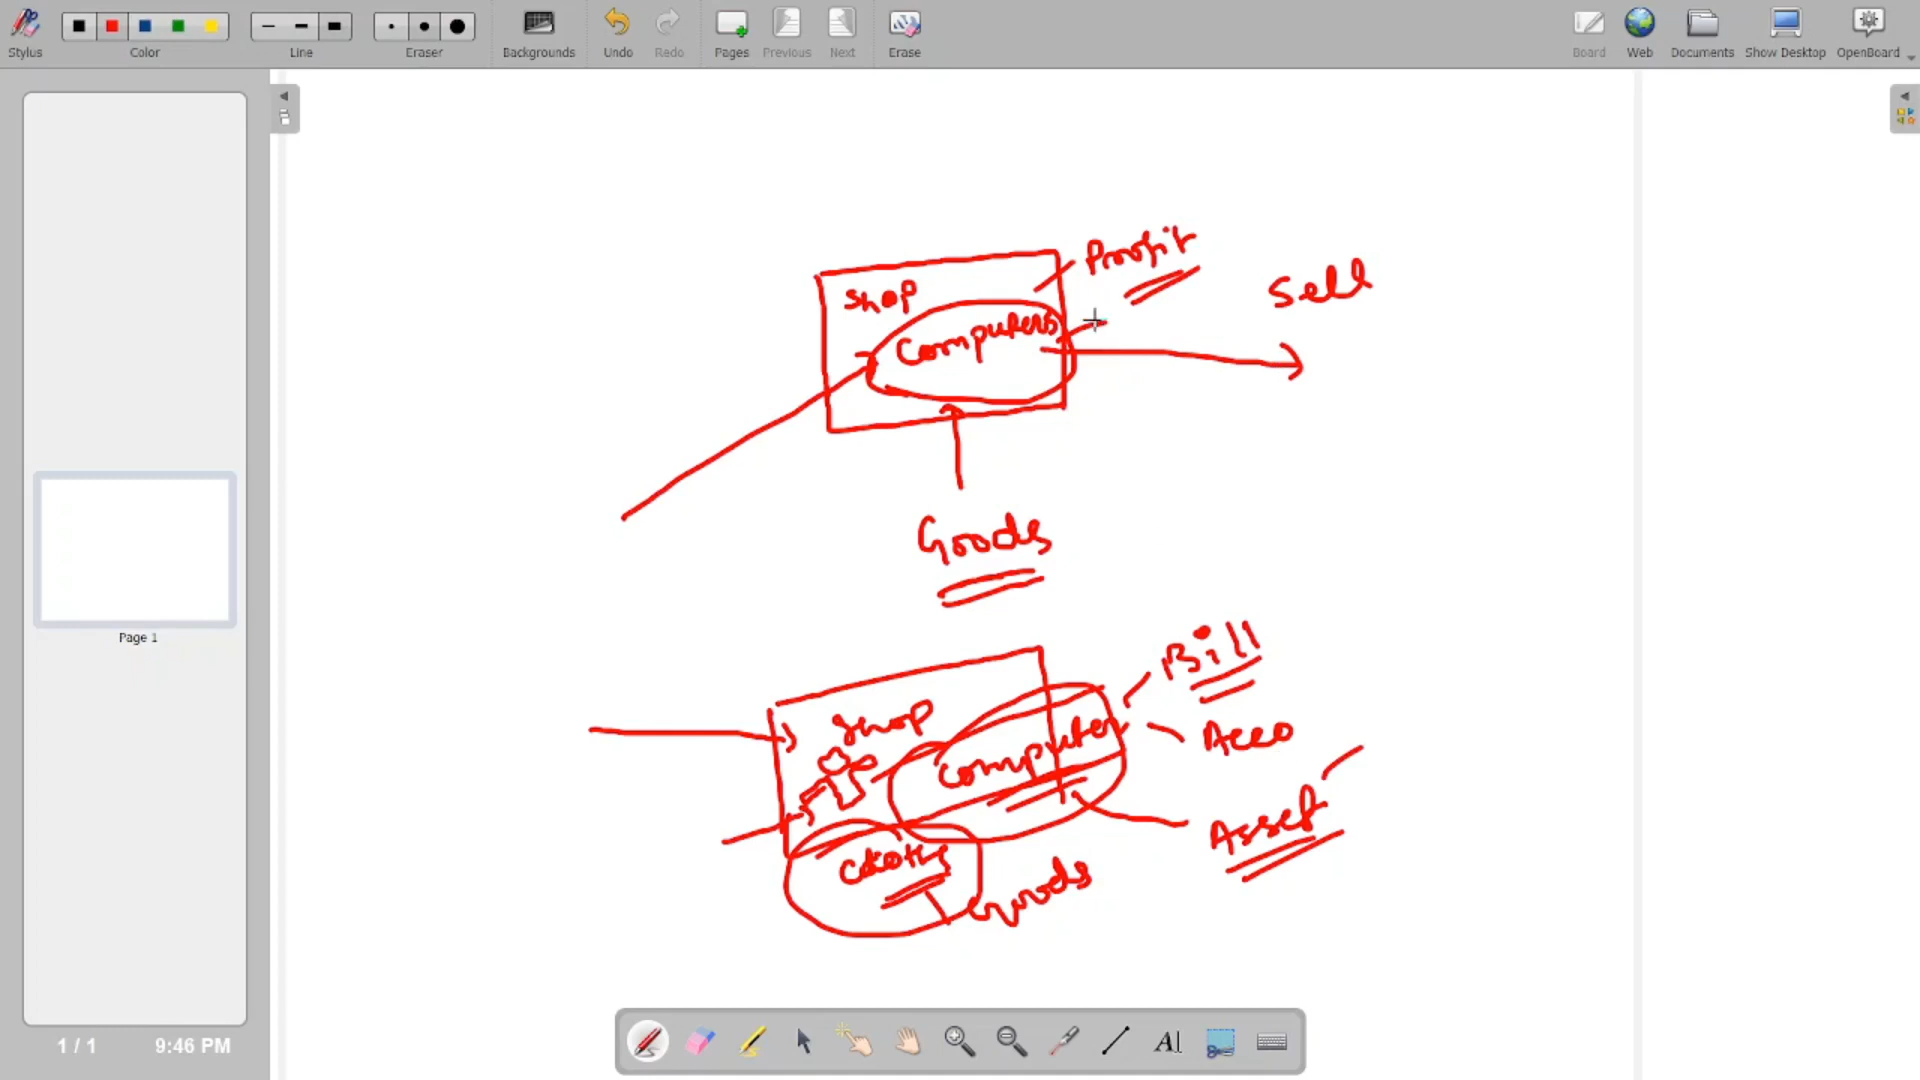 Stylus
Color
Line
Eraser
Backgrounds
Undo
Redo
Pages
Previous
Next
Erase
Board
Web
Documents
Show Desktop
OpenBoard
Profit
Sell
Shop
Computers
Goods
Bill
Shop
Computer
Acco
Asset
Goods
Page 1
1 / 1
9:46 PM
AI